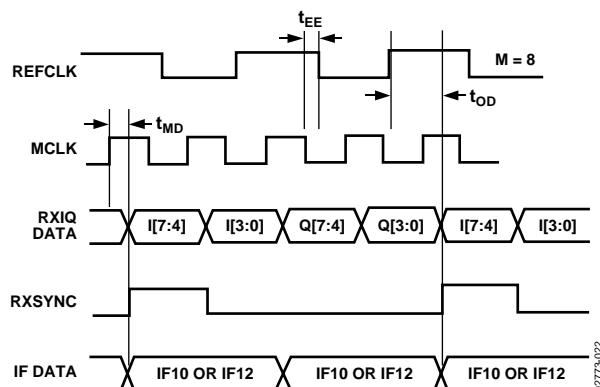 tEE
REFCLK
M = 8
tMD
tOD
MCLK
RXIQ
DATA
I[7:4] I[3:0] Q[7:4] Q[3:0] I[7:4] I[3:0]
RXSYNC
IF DATA
IF10 OR IF12 IF10 OR IF12 IF10 OR IF12